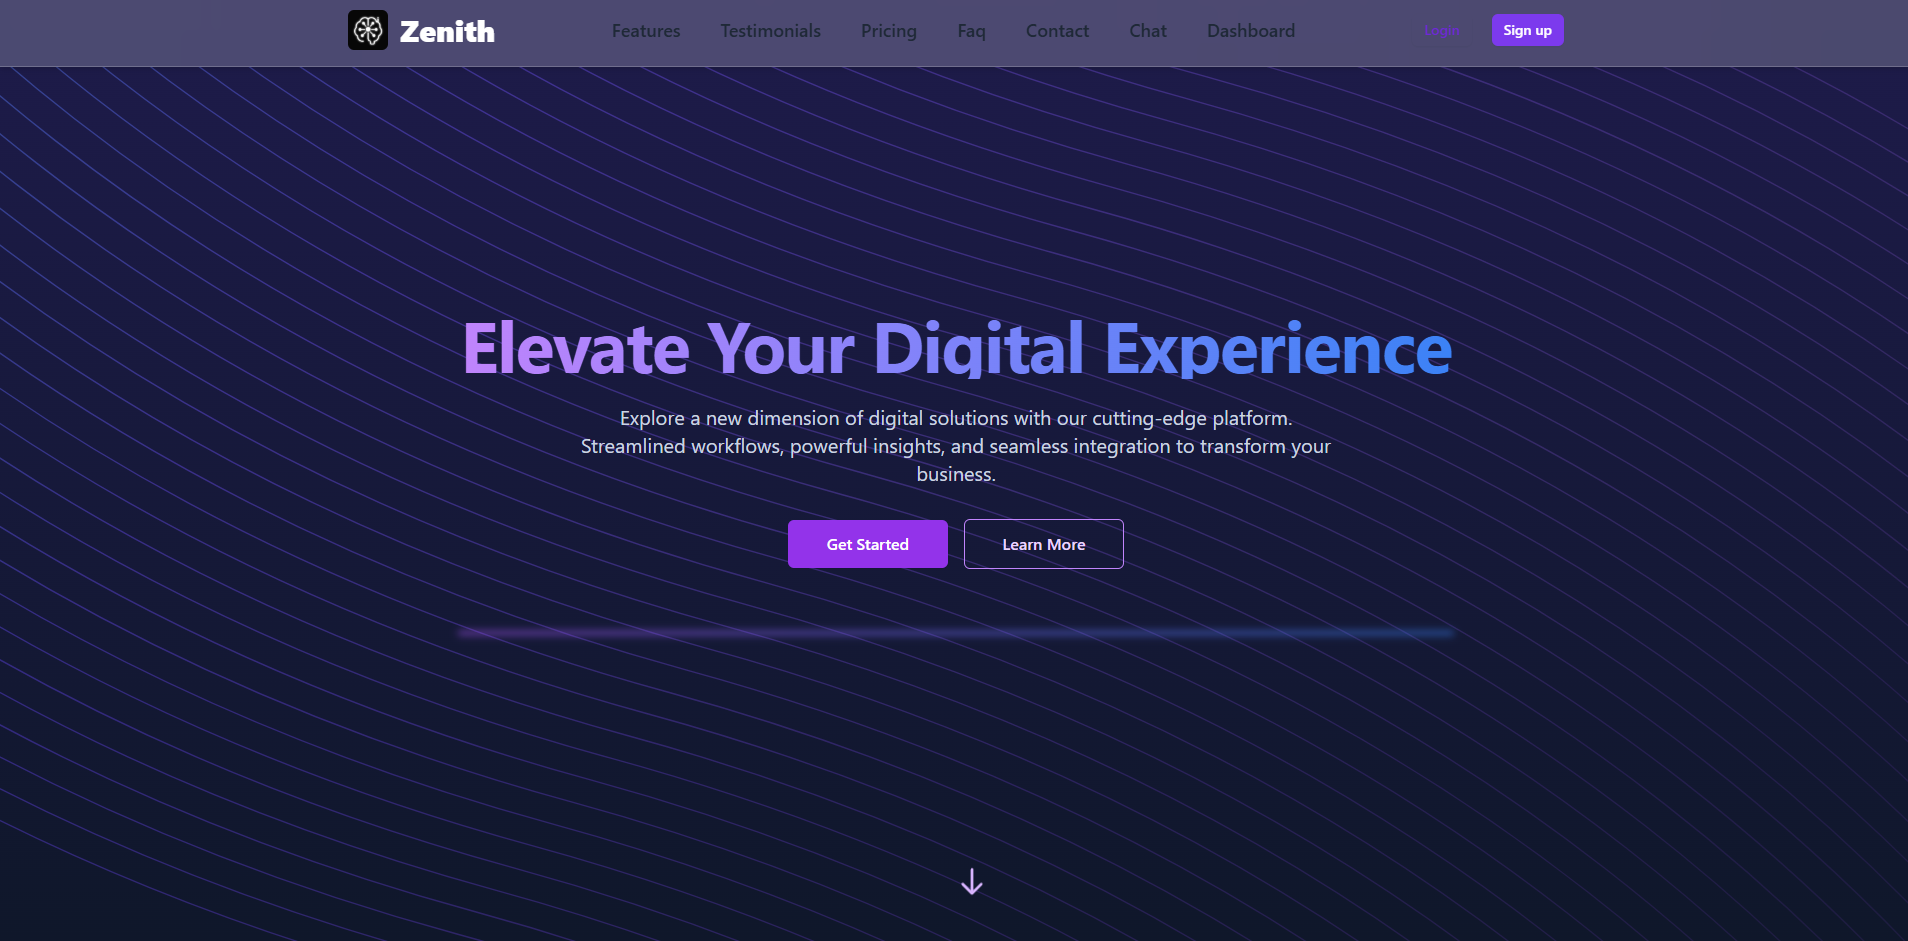 Zenith
Features Testimonials Pricing Faq Contact Chat Dashboard
Login Sign up
Elevate Your Digital Experience
Explore a new dimension of digital solutions with our cutting-edge platform.
Streamlined workflows, powerful insights, and seamless integration to transform your
business.
Get Started Learn More